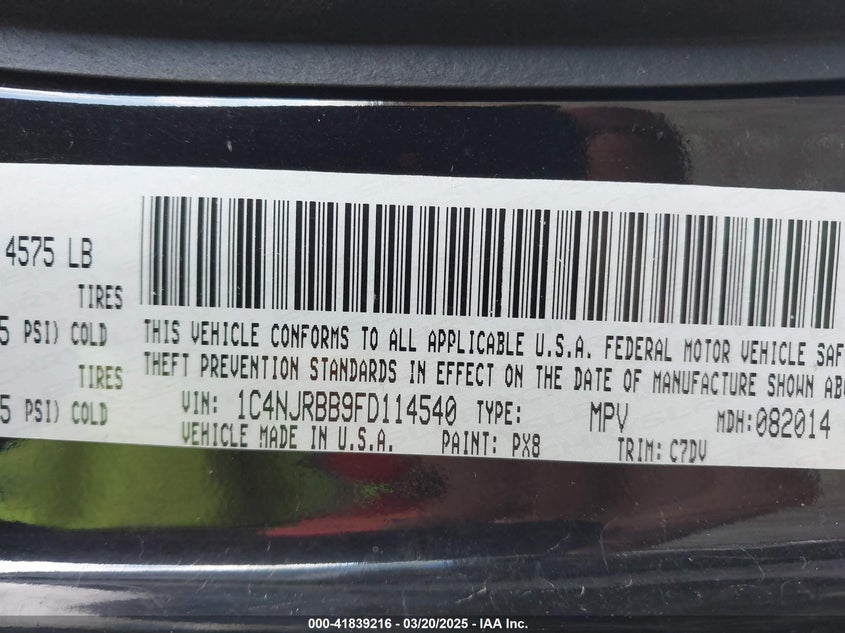 4575 LB
TIRES
5 PSI) COLD
THIS VEHICLE CONFORMS TO ALL APPLICABLE U.S.A. FEDERAL MOTOR VEHICLE SAF
THEFT PREVENTION STANDARDS IN EFFECT ON THE DATE OF MANUFACTURE SHOWN ABO
TIRES
5 PSI) COLD
VIN: 1C4NJRBB9FD114540 TYPE: MPV MDH:082014
VEHICLE MADE IN U.S.A. PAINT: PX8 TRIM: C7DV
000-41839216 - 03/20/2025 - IAA Inc.